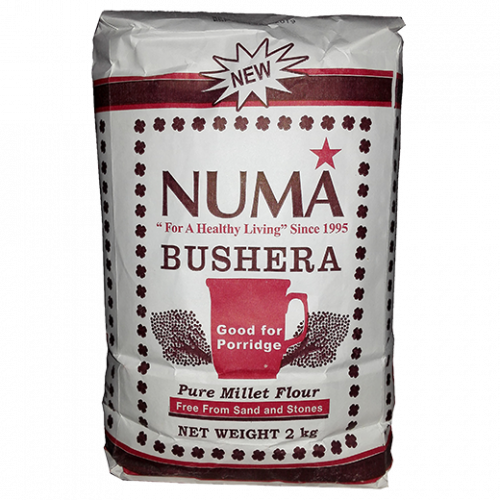 NEW
NUMA
“For A Healthy Living” Since 1995
BUSHERA
Good for
Porridge
Pure Millet Flour
Free From Sand and Stones
NET WEIGHT 2 kg